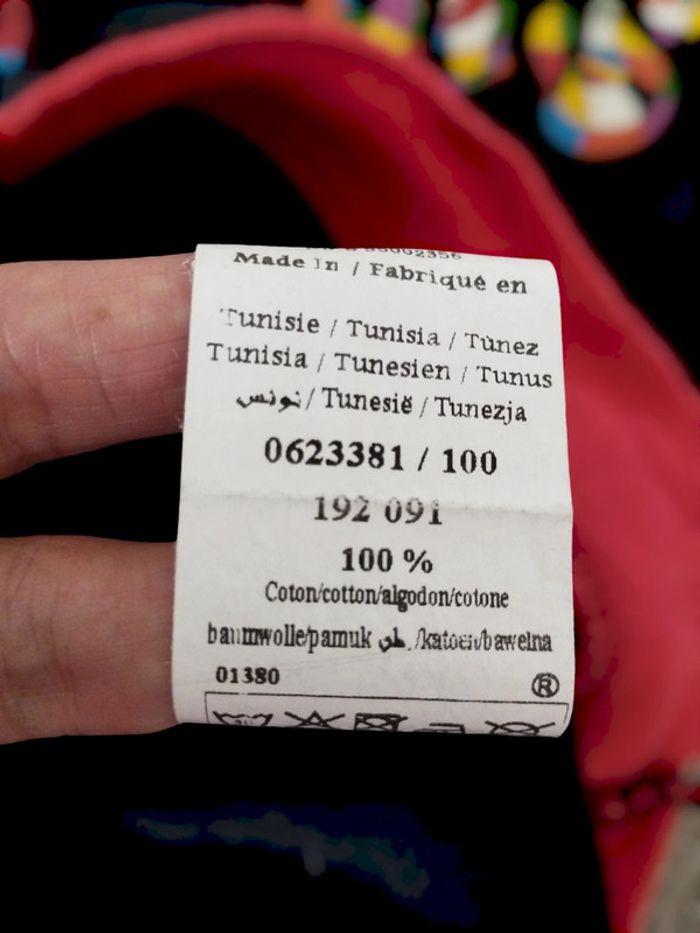 Made In / Fabriqué en
Tunisie / Tunisia / Túnez
Tunisia / Tunesien / Tunus
تونس / Tunesië / Tunezja
0623381 / 100
192 091
100 %
Coton/cotton/algodon/cotone
baumwolle/pamuk /katoen/bawelna
01380 ®